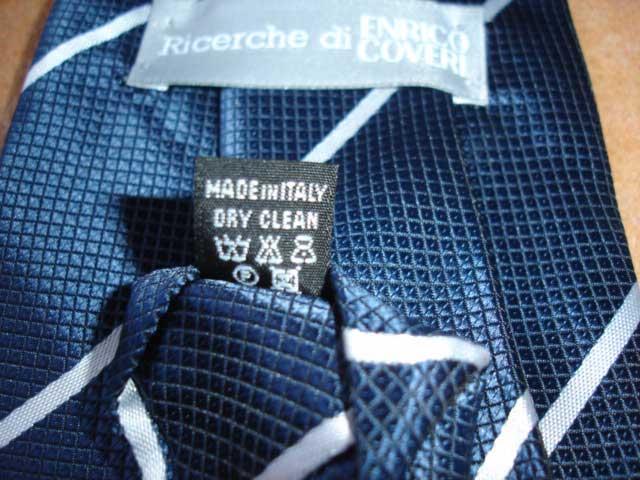 Ricerche di ENRICO
COVERI
MADE IN ITALY
DRY CLEAN
P